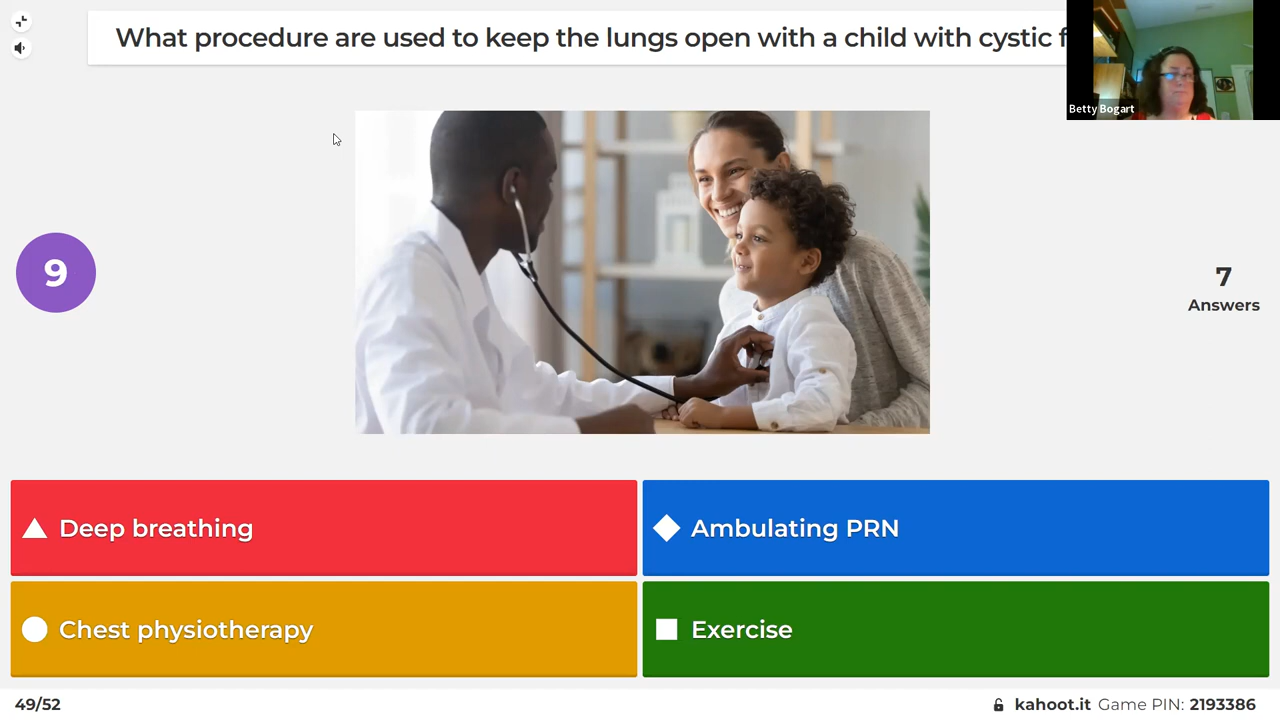 What procedure are used to keep the lungs open with a child with cystic
Betty Bogart
9
7
Answers
Deep breathing
Ambulating PRN
Chest physiotherapy
Exercise
49/52
kahoot.it Game PIN: 2193386